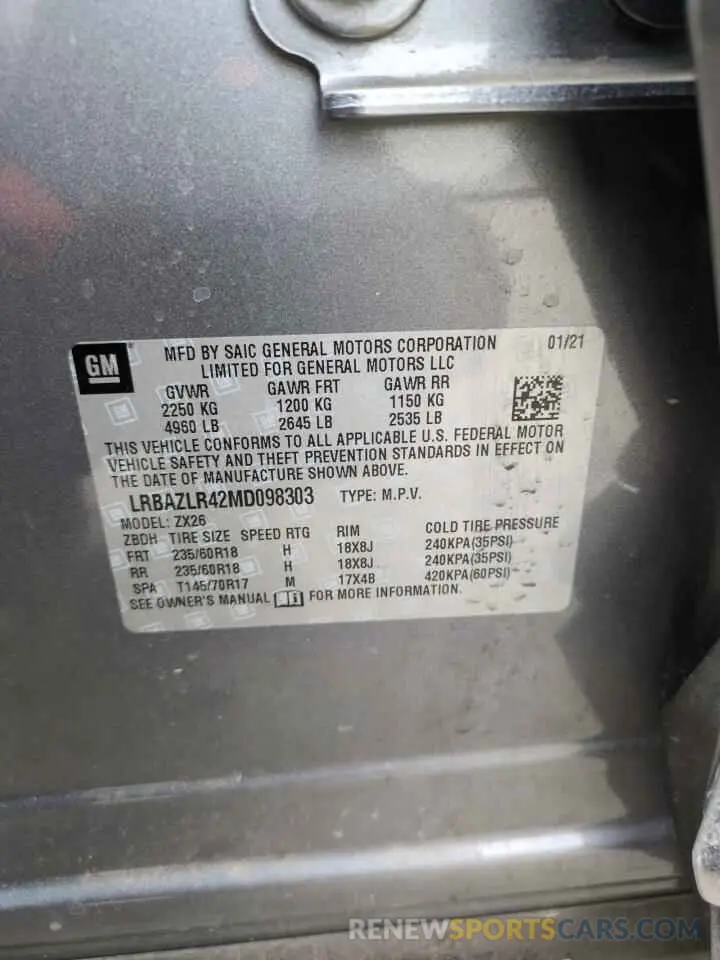 GM
MFD BY SAIC GENERAL MOTORS CORPORATION 01/21
LIMITED FOR GENERAL MOTORS LLC
GVWR GAWR FRT GAWR RR
2250 KG 1200 KG 1150 KG
4960 LB 2645 LB 2535 LB
THIS VEHICLE CONFORMS TO ALL APPLICABLE U.S. FEDERAL MOTOR
VEHICLE SAFETY AND THEFT PREVENTION STANDARDS IN EFFECT ON
THE DATE OF MANUFACTURE SHOWN ABOVE.
LRBAZLR42MD098303 TYPE: M.P.V.
MODEL: ZX26
ZBDH TIRE SIZE SPEED RTG RIM COLD TIRE PRESSURE
FRT 235/60R18 H 18X8J 240KPA(35PSI)
RR 235/60R18 H 18X8J 240KPA(35PSI)
SPA T145/70R17 M 17X4B 420KPA(60PSI)
SEE OWNER'S MANUAL FOR MORE INFORMATION.
RENEWSPORTSCARS.COM